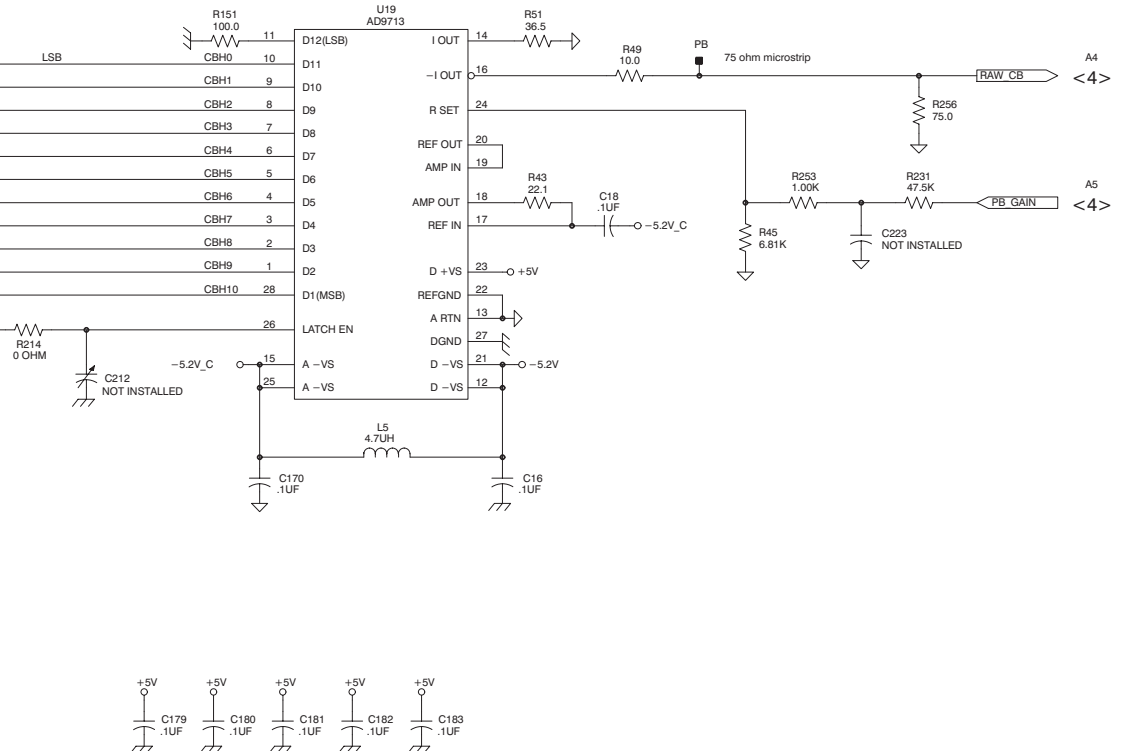 U19
AD9713
R151
100.0
11
D12(LSB)
LSB
CBH0
10
D11
CBH1
9
D10
CBH2
8
D9
CBH3
7
D8
CBH4
6
D7
CBH5
5
D6
CBH6
4
D5
CBH7
3
D4
CBH8
2
D3
CBH9
1
D2
CBH10
28
D1(MSB)
26
LATCH EN
R214
0 OHM
C212
NOT INSTALLED
−5.2V_C
15
A −VS
25
A −VS
I OUT
14
R51
36.5
−I OUT
16
R49
10.0
PB
75 ohm microstrip
RAW_CB
A4
<4>
R256
75.0
R SET
24
REF OUT
20
AMP IN
19
AMP OUT
18
R43
22.1
REF IN
17
C18
.1UF
−5.2V_C
R253
1.00K
R231
47.5K
PB_GAIN
A5
<4>
R45
6.81K
C223
NOT INSTALLED
D +VS
23
+5V
REFGND
22
A RTN
13
DGND
27
D −VS
21
−5.2V
D −VS
12
L5
4.7UH
C170
.1UF
C16
.1UF
+5V
+5V
+5V
+5V
+5V
C179
.1UF
C180
.1UF
C181
.1UF
C182
.1UF
C183
.1UF